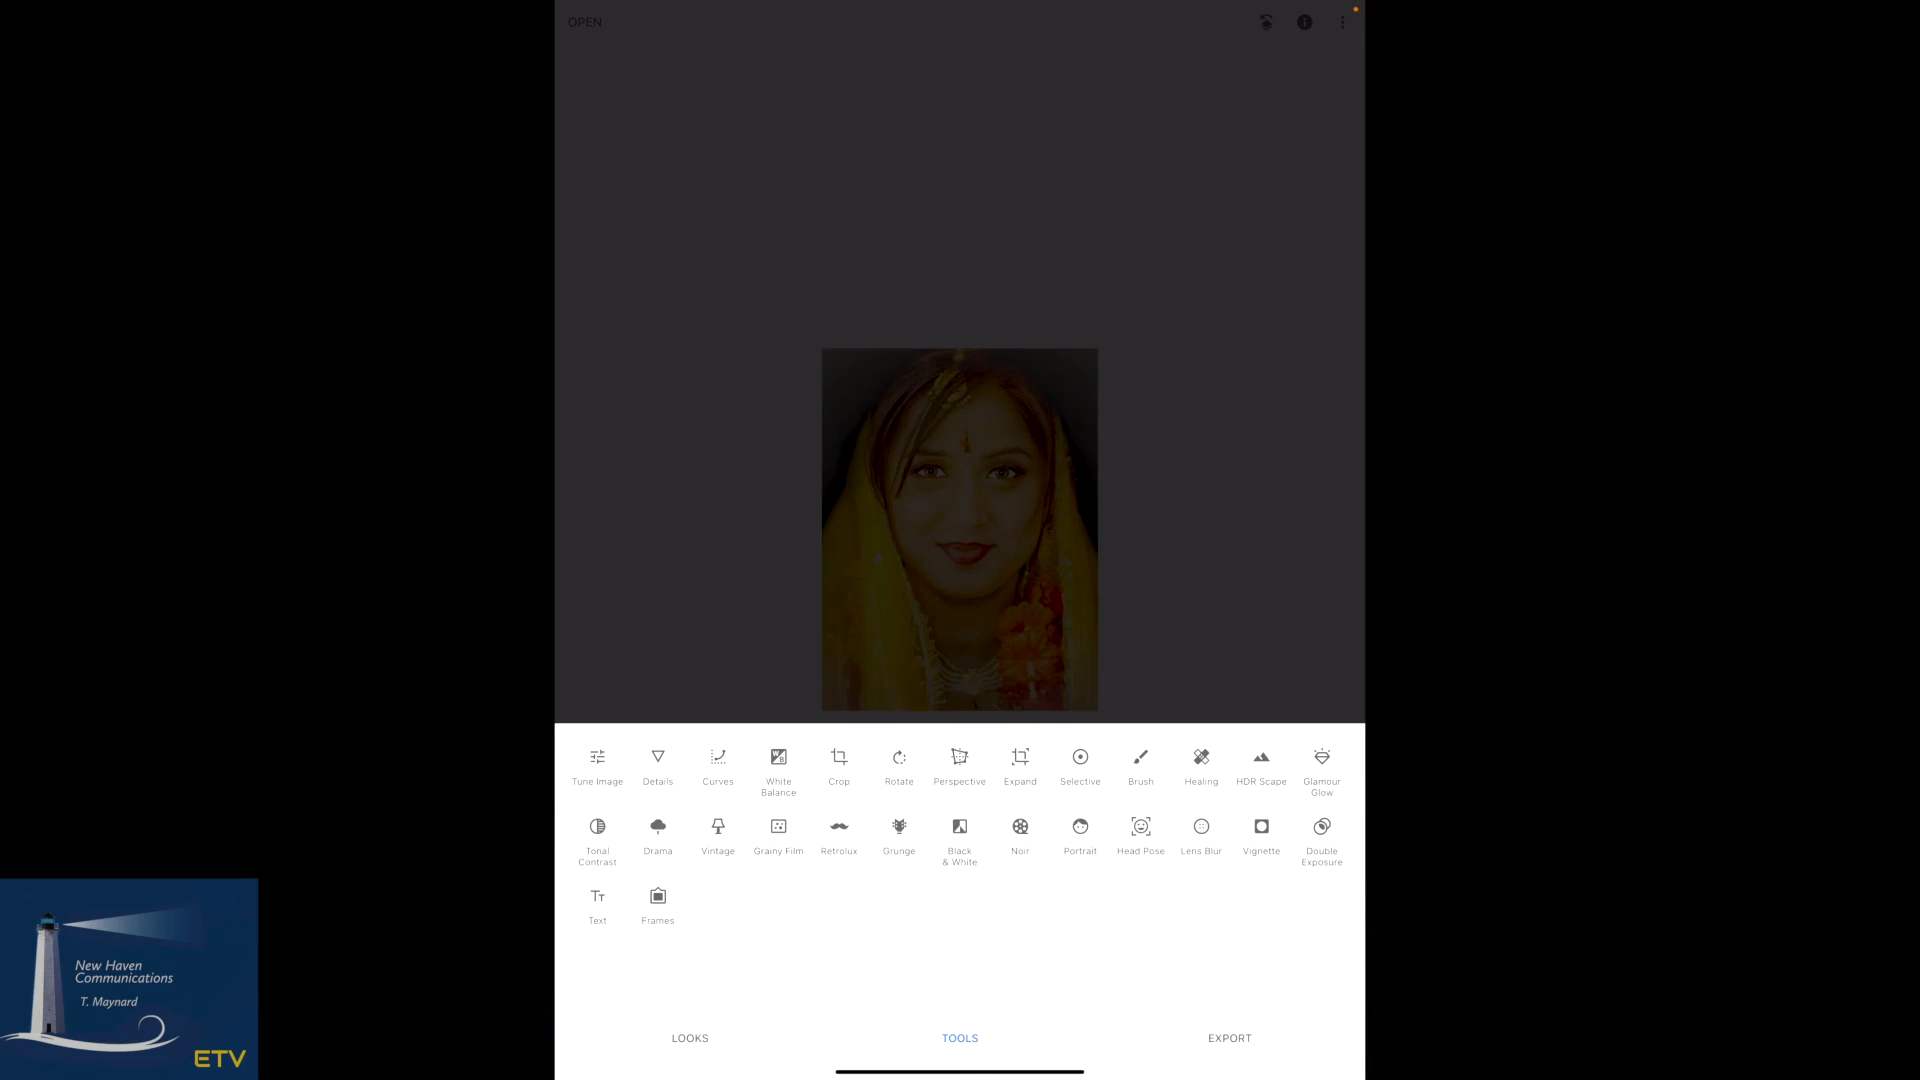 OPEN
Tune Image
Details
Curves
White
Balance
Crop
Rotate
Perspective
Expand
Selective
Brush
Healing
HDR Scape
Glamour
Glow
Tonal
Contrast
Drama
Vintage
Grainy Film
Retrolux
Grunge
Black
& White
Noir
Portrait
Head Pose
Lens Blur
Vignette
Double
Exposure
Text
Frames
LOOKS
TOOLS
EXPORT
New Haven
Communications
T. Maynard
ETV